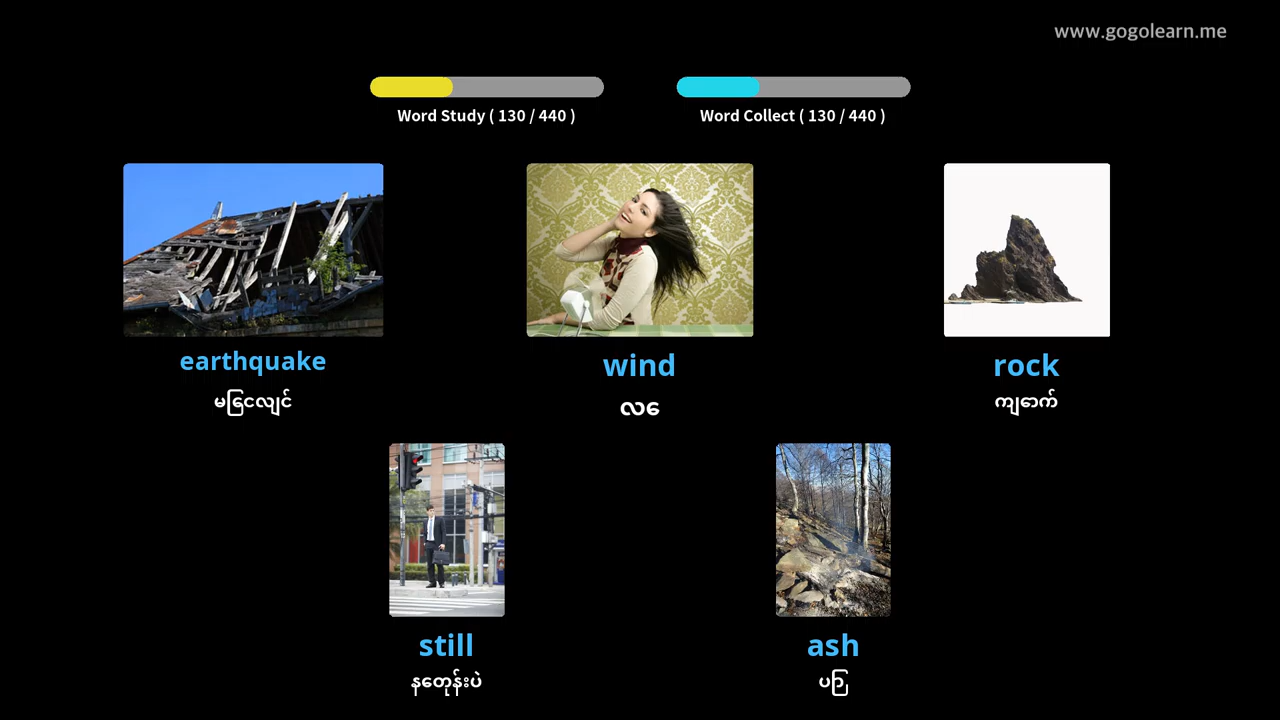 www.gogolearn.me
Word Study ( 130 / 440 )
Word Collect ( 130 / 440 )
earthquake
မြေငလျင်
wind
လေ
rock
ကျောက်
still
နေတုန်းပဲ
ash
ပြာ